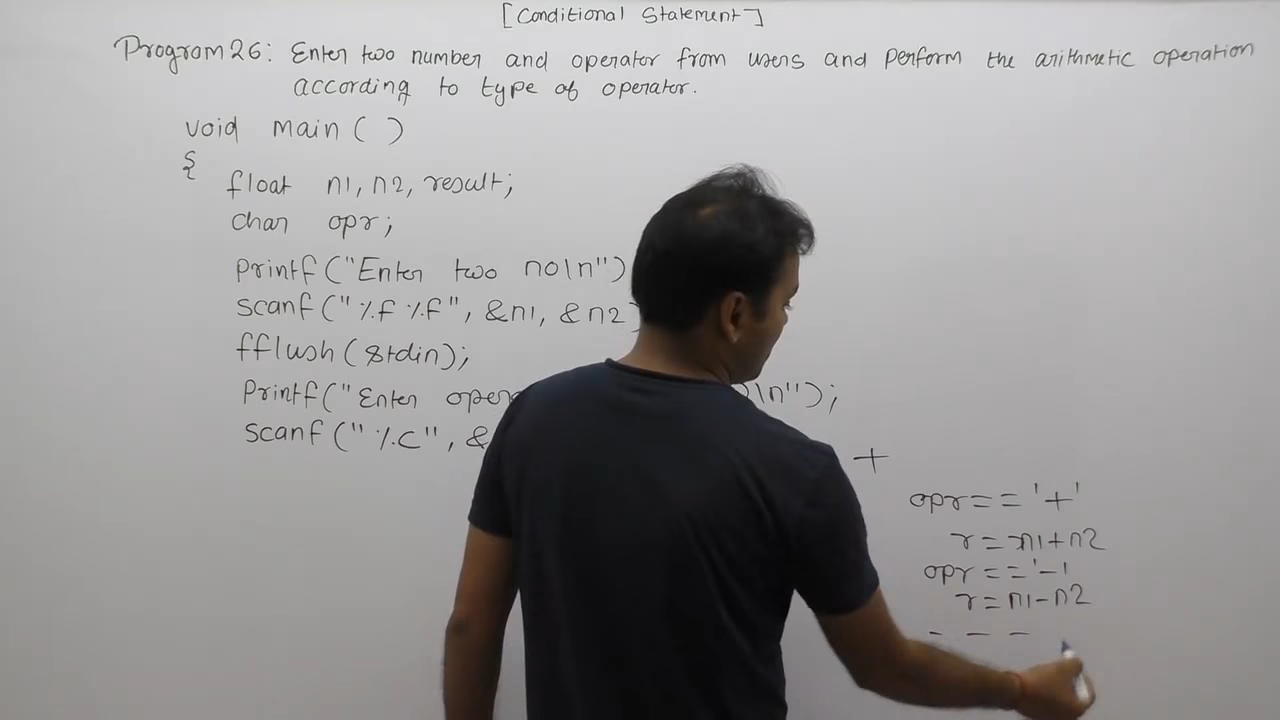 [Conditional Statement]
Program 26: Enter two number and operator from users and perform the arithmetic operation
according to type of operator.
void main ( )
{
float n1, n2, result;
char opr;
printf ("Enter two no\n")
scanf (" %f %f", &n1, &n2)
fflush (stdin);
Printf ("Enter \n");
scanf (" %c", &
+
opr == '+'
r = n1+n2
opr == '-'
r = n1-n2
- - -